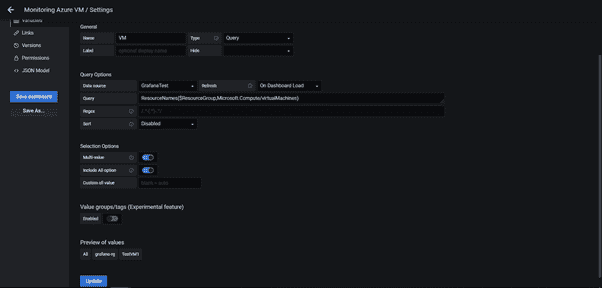 Monitoring Azure VM / Settings
Variables
Links
Versions
Permissions
JSON Model
Save dashboard
Save As...
General
Name VM Type Query
Label optional display name Hide
Query Options
Data source GrafanaTest Refresh On Dashboard Load
Query ResourceNames($ResourceGroup,Microsoft.Compute/virtualMachines)
Regex
Sort Disabled
Selection Options
Multi-value
Include All option
Custom all value
Value groups/tags (Experimental feature)
Enabled
Preview of values
All grafana-rg TestVM1
Update